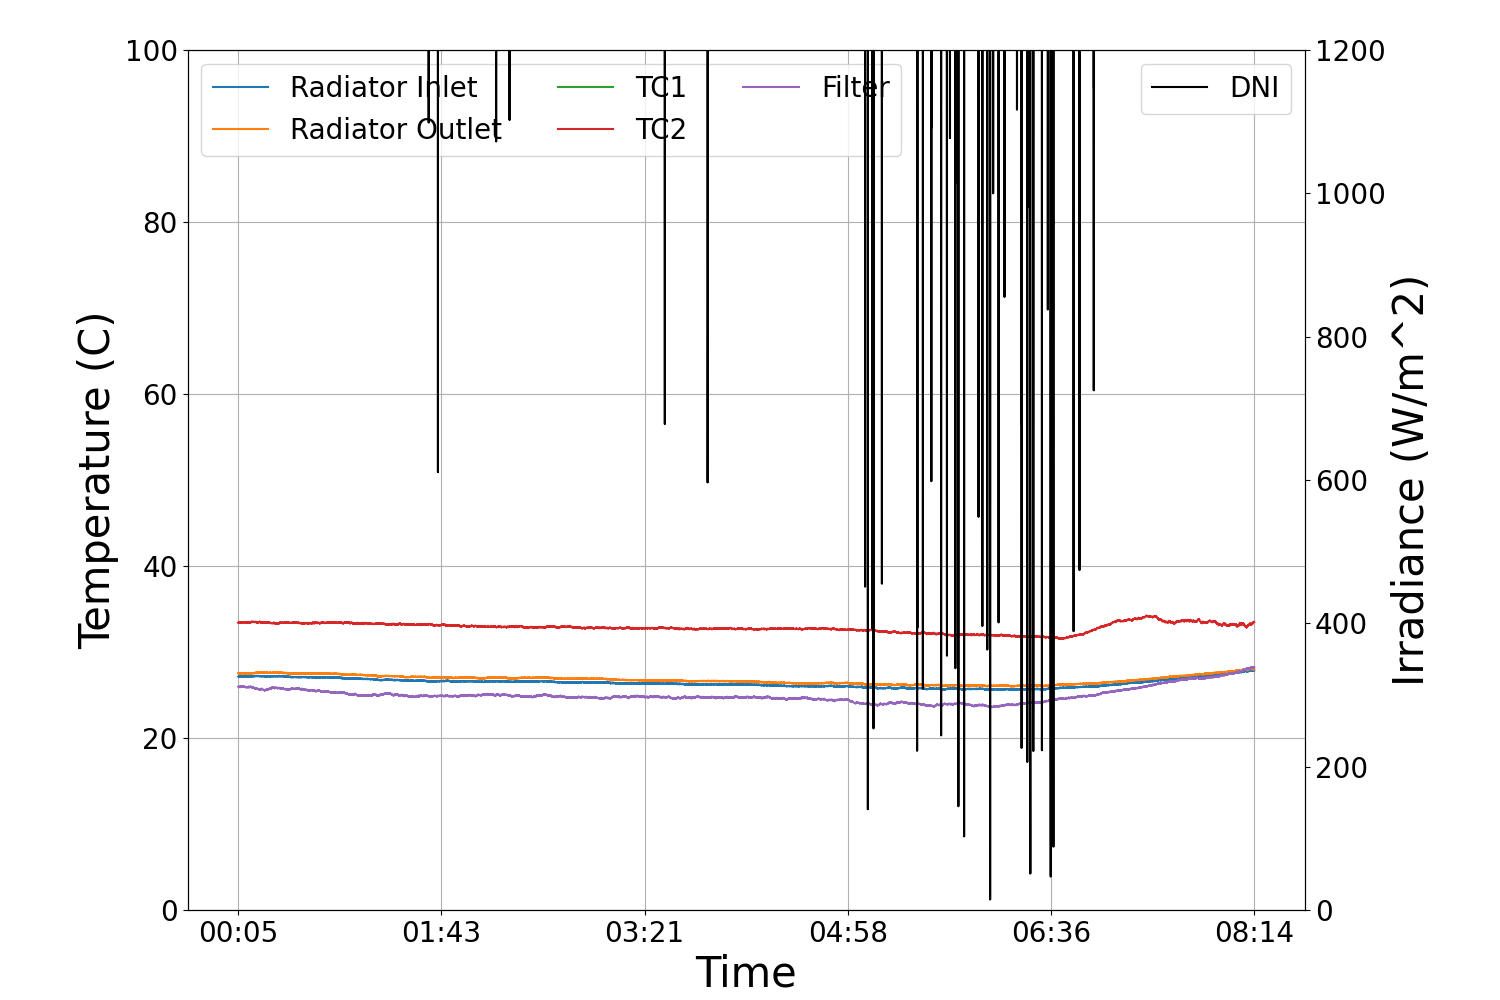 Radiator Inlet
Radiator Outlet
TC1
TC2
Filter
DNI
100
80
60
40
20
0
Temperature (C)
1200
1000
800
600
400
200
0
Irradiance (W/m^2)
00:05 01:43 03:21 04:58 06:36 08:14
Time